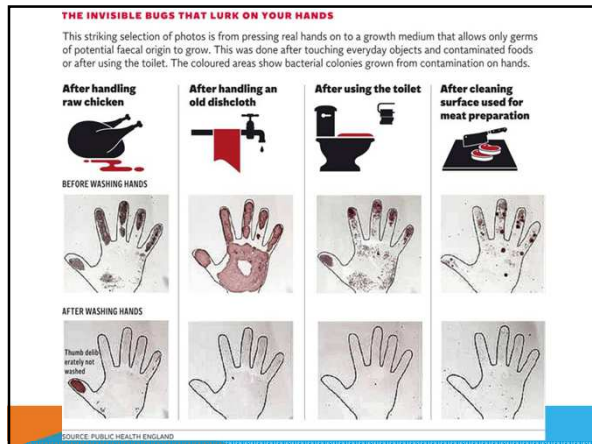 THE INVISIBLE BUGS THAT LURK ON YOUR HANDS
This striking selection of photos is from pressing real hands on to a growth medium that allows only germs
of potential faecal origin to grow. This was done after touching everyday objects and contaminated foods
or after using the toilet. The coloured areas show bacterial colonies grown from contamination on hands.
After handling
raw chicken
After handling an
old dishcloth
After using the toilet
After cleaning
surface used for
meat preparation
BEFORE WASHING HANDS
AFTER WASHING HANDS
Thumb delib
erately not
washed
SOURCE: PUBLIC HEALTH ENGLAND